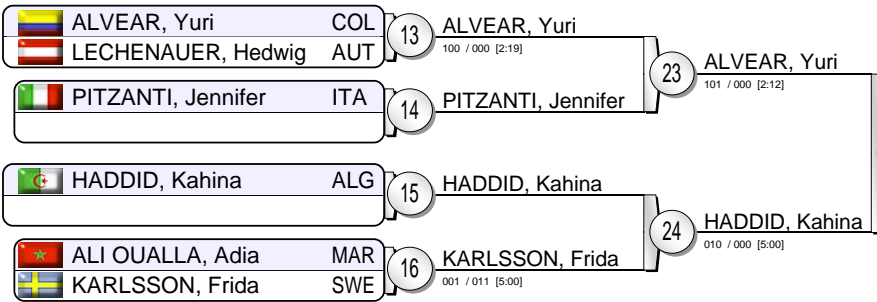 ALVEAR, Yuri COL
LECHENAUER, Hedwig AUT
13
ALVEAR, Yuri
100 / 000 [2:19]
PITZANTI, Jennifer ITA
14
PITZANTI, Jennifer
23
ALVEAR, Yuri
101 / 000 [2:12]
HADDID, Kahina ALG
15
HADDID, Kahina
ALI OUALLA, Adia MAR
KARLSSON, Frida SWE
16
KARLSSON, Frida
001 / 011 [5:00]
24
HADDID, Kahina
010 / 000 [5:00]